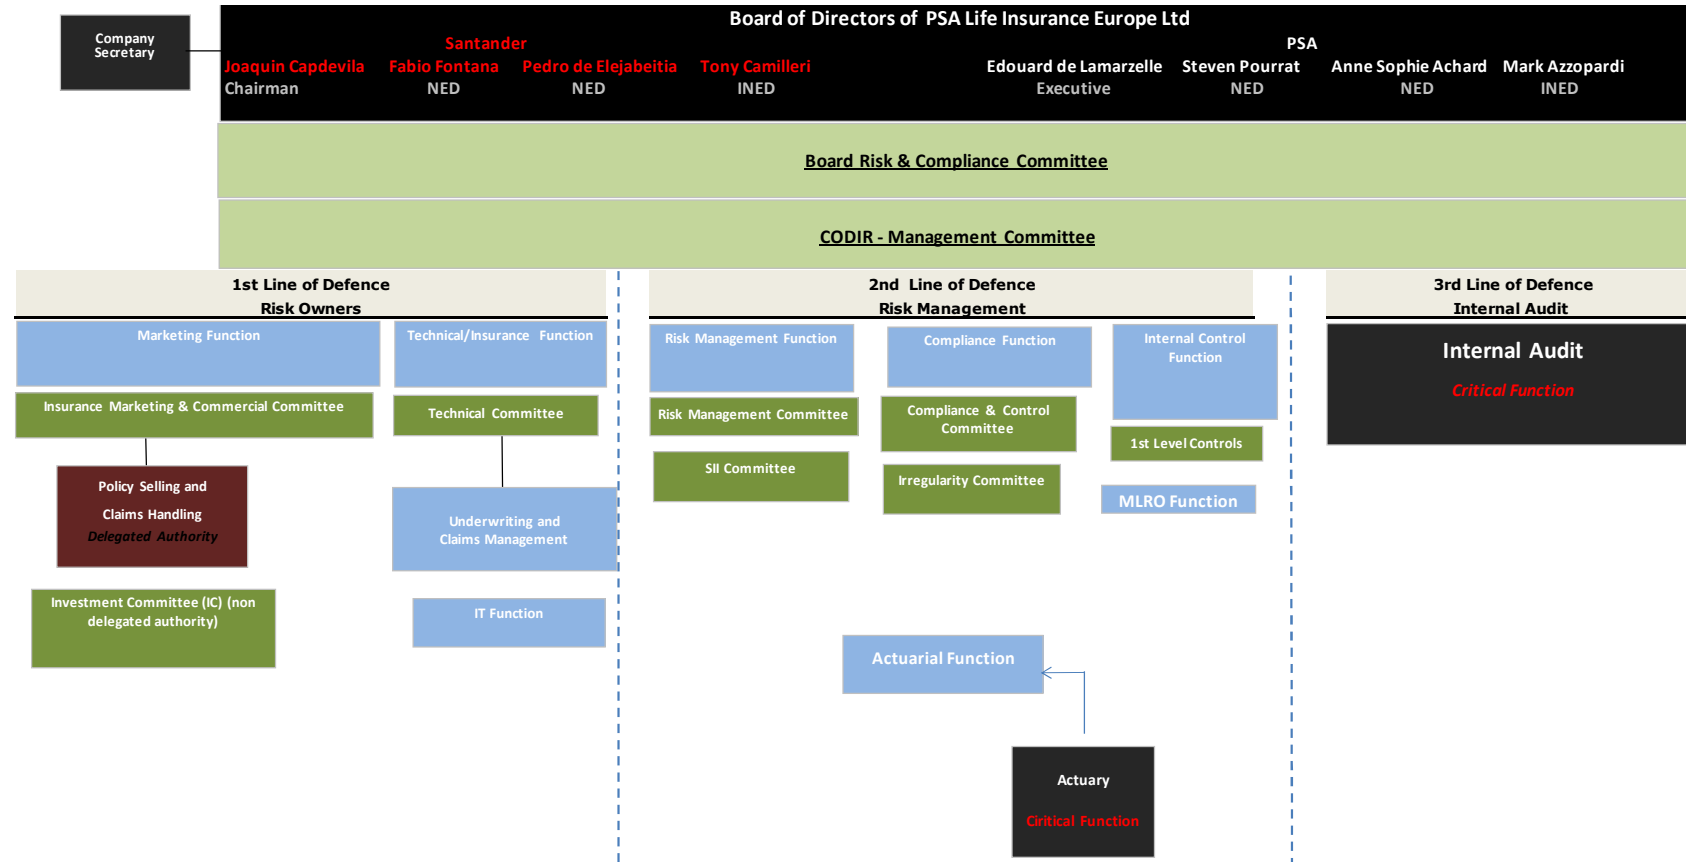 Board of Directors of PSA Life Insurance Europe Ltd
Company
Secretary
Santander
PSA
Joaquin Capdevila Fabio Fontana Pedro de Elejabeitia Tony Camilleri Edouard de Lamarzelle Steven Pourrat Anne Sophie Achard Mark Azzopardi
Chairman NED NED INED Executive NED NED INED
Board Risk & Compliance Committee
CODIR - Management Committee
1st Line of Defence
Risk Owners
2nd Line of Defence
Risk Management
3rd Line of Defence
Internal Audit
Marketing Function
Technical/Insurance Function
Risk Management Function
Compliance Function
Internal Control
Function
Internal Audit
Critical Function
Insurance Marketing & Commercial Committee
Technical Committee
Risk Management Committee
Compliance & Control
Committee
1st Level Controls
SII Committee
Irregularity Committee
MLRO Function
Policy Selling and
Claims Handling
Delegated Authority
Underwriting and
Claims Management
Investment Committee (IC) (non
delegated authority)
IT Function
Actuarial Function
Actuary
Ciritical Function